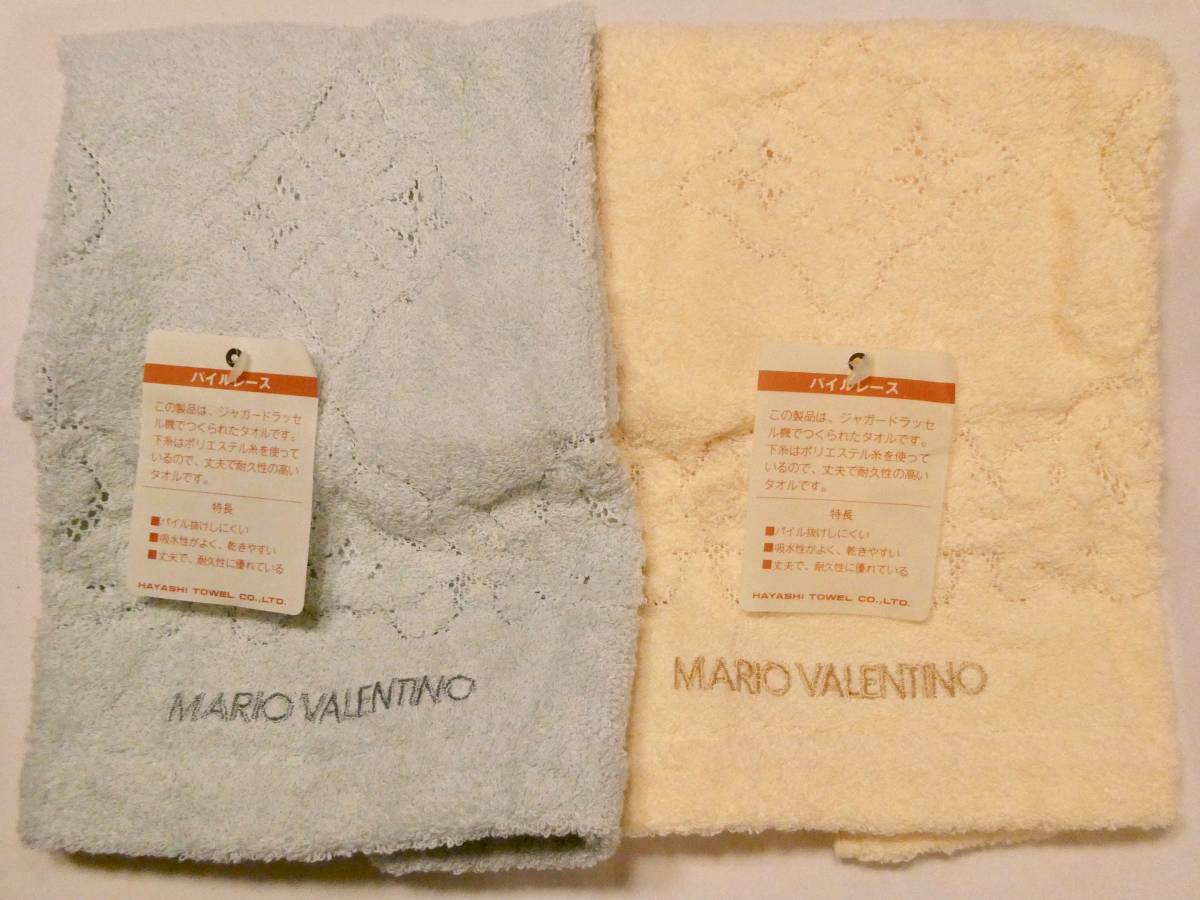 パイルレース
この製品は、ジャガードラッセ
ル機でつくられたタオルです。
下糸はポリエステル糸を使って
いるので、丈夫で耐久性の高い
タオルです。
特長
■パイル抜けしにくい
■吸水性がよく、乾きやすい
■丈夫で、耐久性に優れている
HAYASHI TOWEL CO.,LTD.
MARIO VALENTINO
パイルレース
この製品は、ジャガードラッセ
ル機でつくられたタオルです。
下糸はポリエステル糸を使って
いるので、丈夫で耐久性の高い
タオルです。
特長
■パイル抜けしにくい
■吸水性がよく、乾きやすい
■丈夫で、耐久性に優れている
HAYASHI TOWEL CO.,LTD.
MARIO VALENTINO